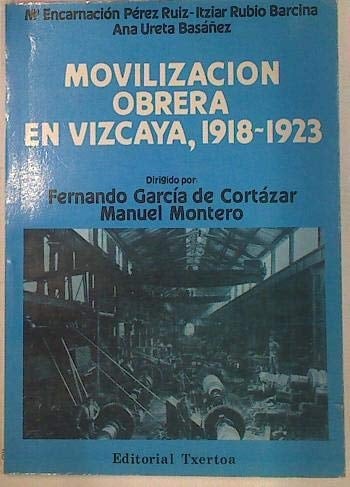 Mª Encarnación Pérez Ruiz-Itziar Rubio Barcina
Ana Ureta Basáñez
MOVILIZACION
OBRERA
EN VIZCAYA, 1918-1923
Dirigido por:
Fernando García de Cortázar
Manuel Montero
Editorial Txertoa